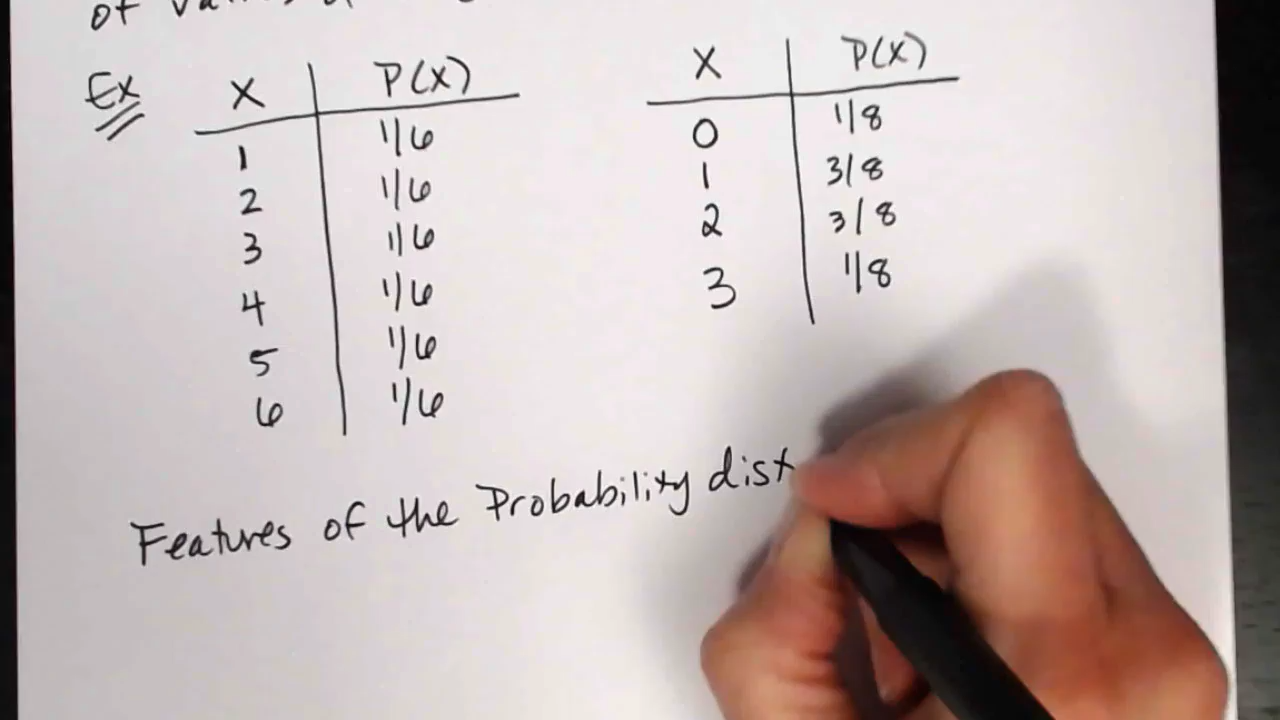 of
Ex X P(X) X P(X)
1 1/6 0 1/8
2 1/6 1 3/8
3 1/6 2 3/8
4 1/6 3 1/8
5 1/6
6 1/6
Features of the Probability dist